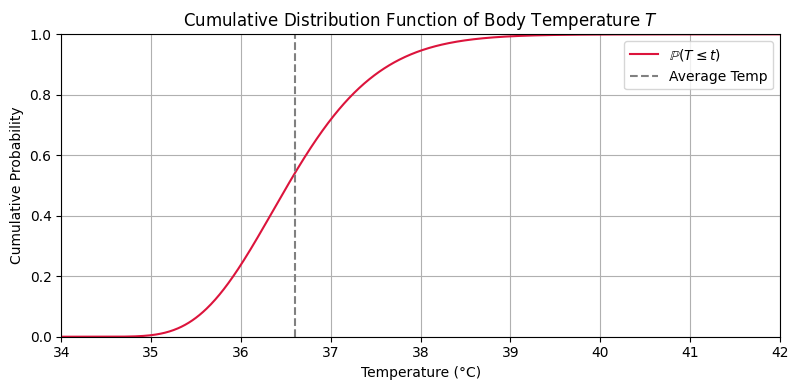 Cumulative Distribution Function of Body Temperature T
ℙ(T ≤ t)
Average Temp
Cumulative Probability
1.0
0.8
0.6
0.4
0.2
0.0
34 35 36 37 38 39 40 41 42
Temperature (°C)